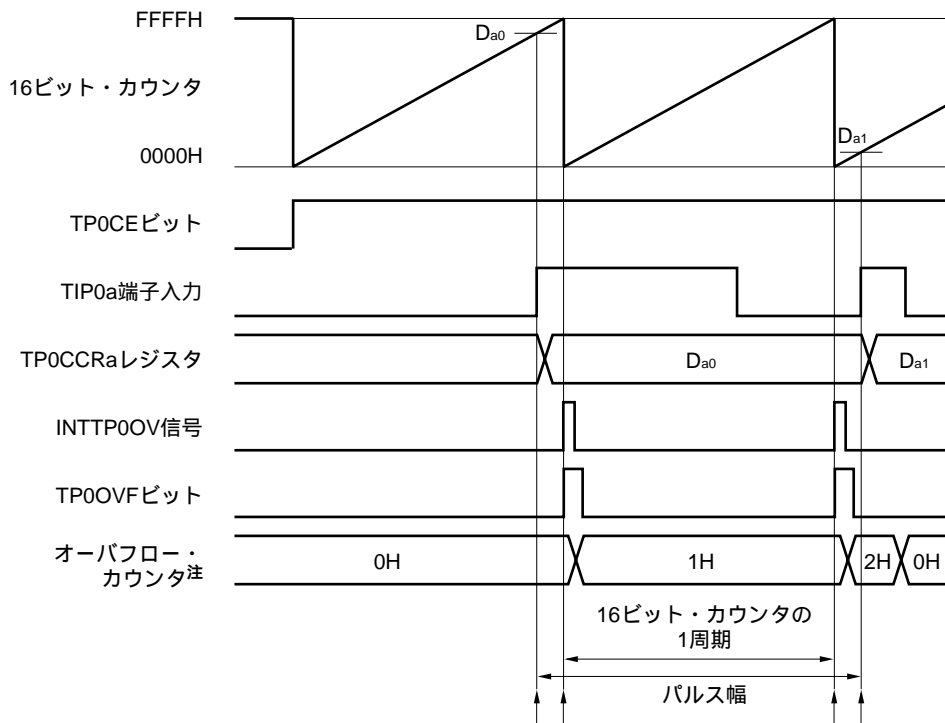 FFFFH
Da0
16ビット・カウンタ
Da1
0000H
TP0CEビット
TIP0a端子入力
TP0CCRaレジスタ
Da0
Da1
INTTP0OV信号
TP0OVFビット
オーバフロー・
カウンタ注
0H
1H
2H
0H
16ビット・カウンタの
1周期
パルス幅